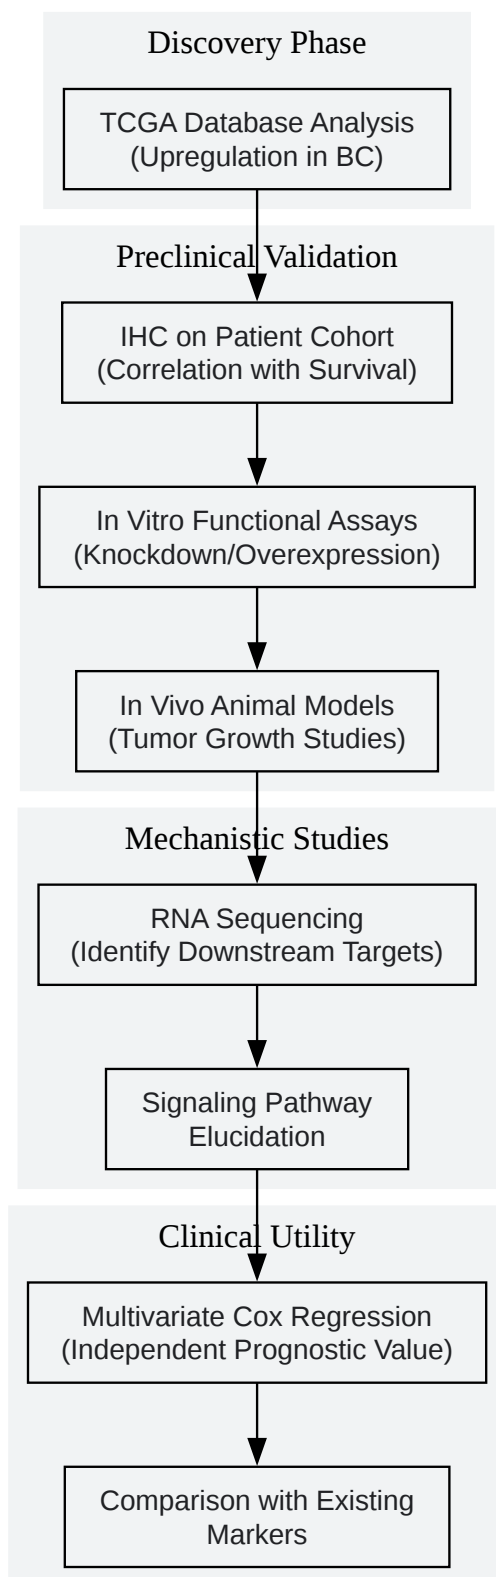 Discovery Phase
TCGA Database Analysis
(Upregulation in BC)
Preclinical Validation
IHC on Patient Cohort
(Correlation with Survival)
In Vitro Functional Assays
(Knockdown/Overexpression)
In Vivo Animal Models
(Tumor Growth Studies)
Mechanistic Studies
RNA Sequencing
(Identify Downstream Targets)
Signaling Pathway
Elucidation
Clinical Utility
Multivariate Cox Regression
(Independent Prognostic Value)
Comparison with Existing
Markers